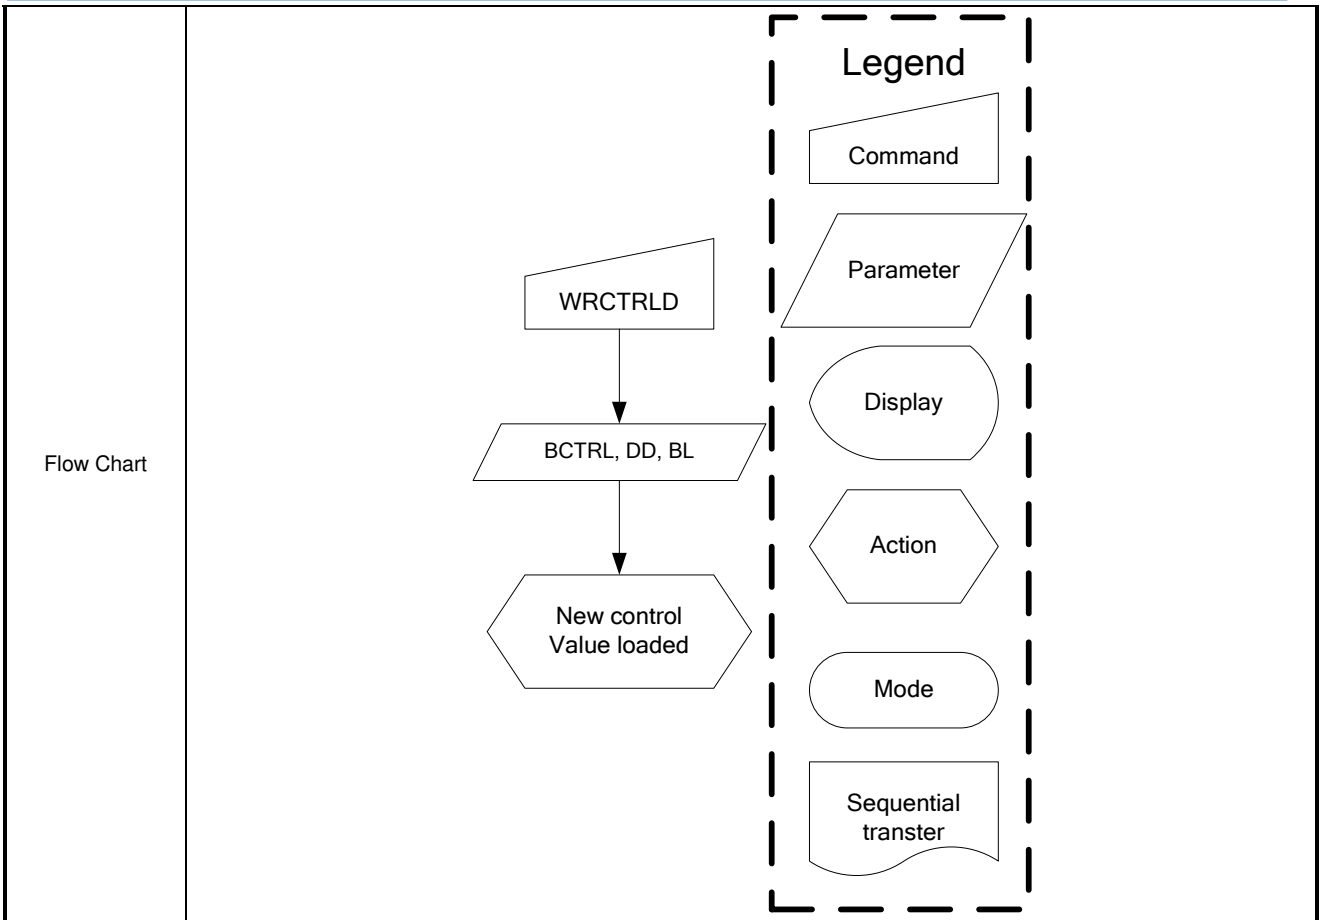 Flow Chart
WRCTRLD
BCTRL, DD, BL
New control
Value loaded
Legend
Command
Parameter
Display
Action
Mode
Sequential
transter